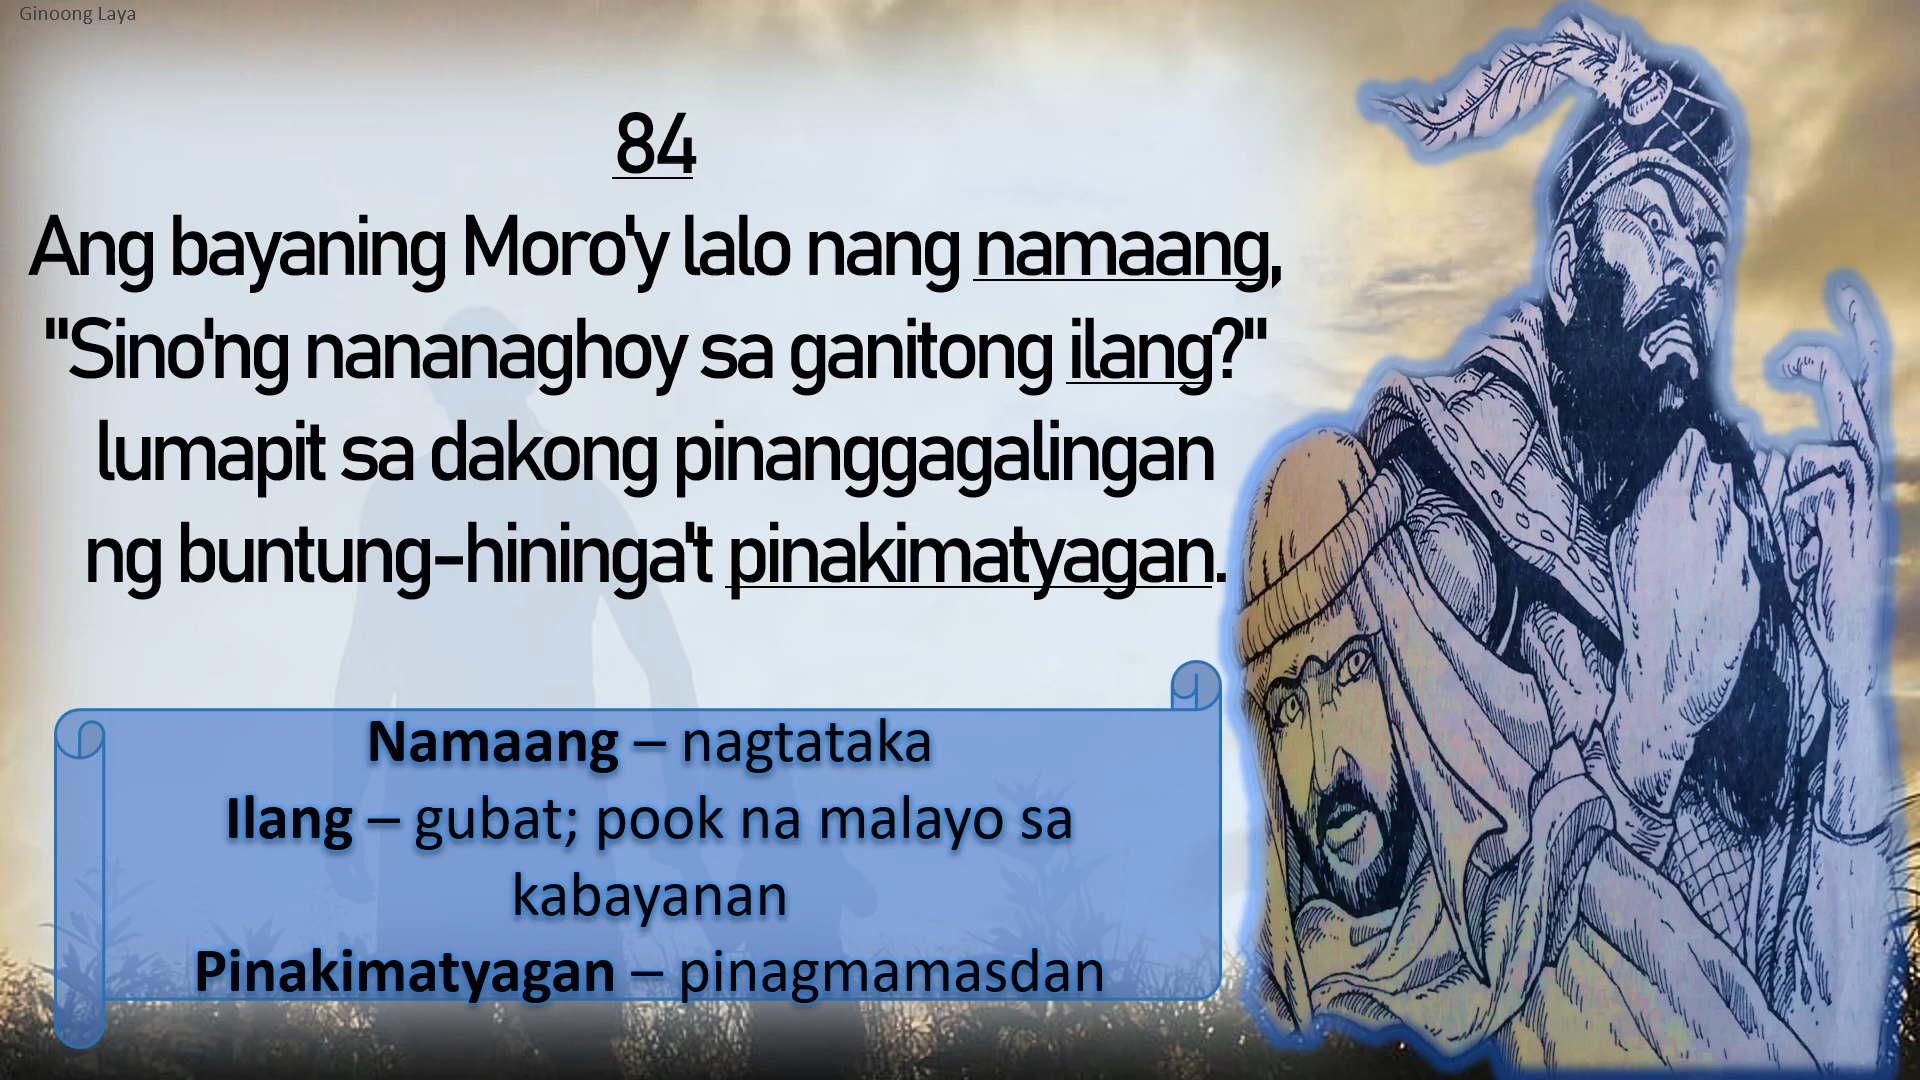 Ginoong Laya
84
Ang bayaning Moro'y lalo nang namaang,
"Sino'ng nananaghoy sa ganitong ilang?"
lumapit sa dakong pinanggagalingan
ng buntung-hininga't pinakimatyagan.
Namaang – nagtataka
Ilang – gubat; pook na malayo sa
kabayanan
Pinakimatyagan – pinagmamasdan